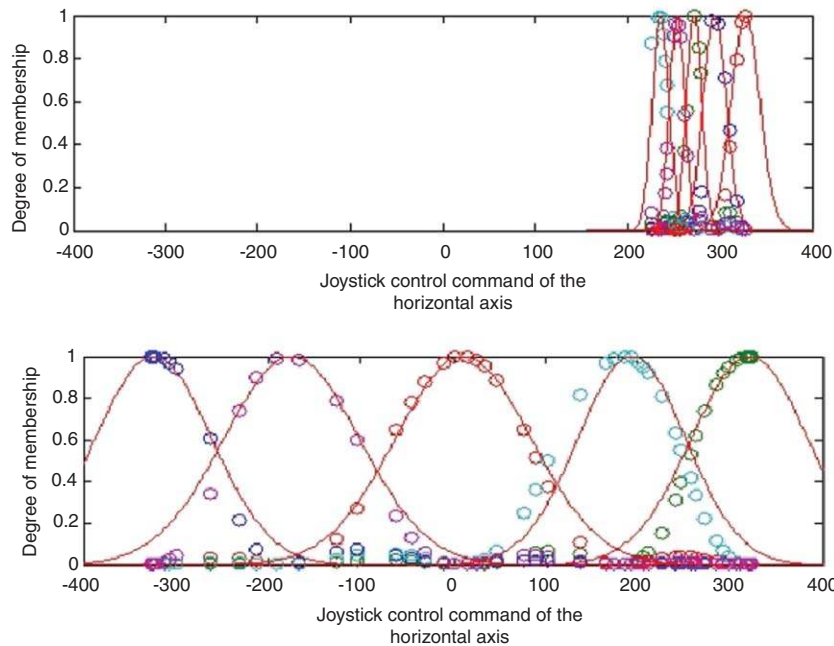 Degree of membership
1
0.8
0.6
0.4
0.2
0
-400 -300 -200 -100 0 100 200 300 400
Joystick control command of the
horizontal axis
Degree of membership
1
0.8
0.6
0.4
0.2
0
-400 -300 -200 -100 0 100 200 300 400
Joystick control command of the
horizontal axis